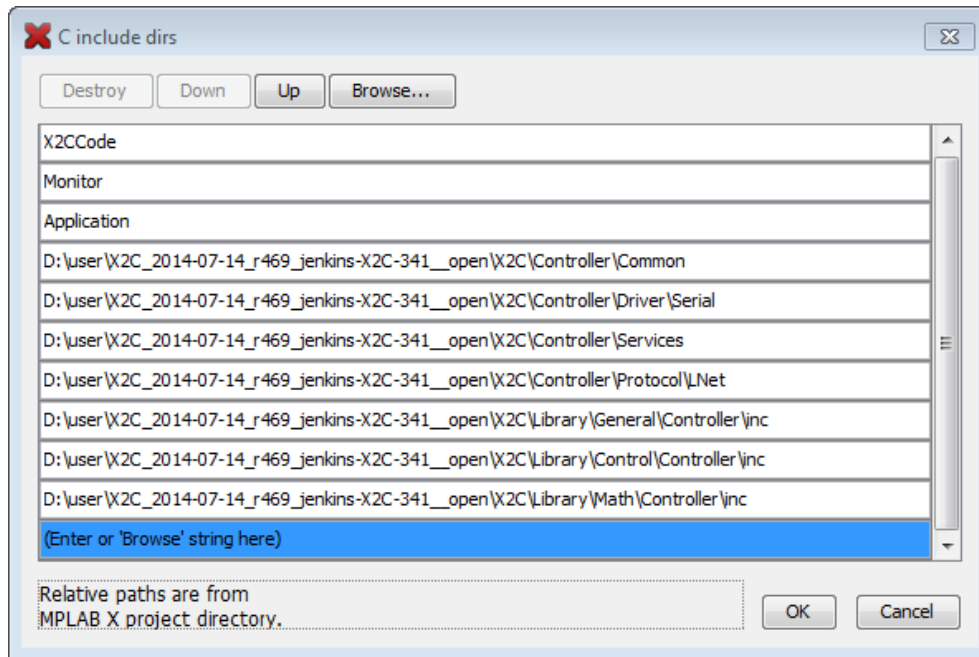 C include dirs
Destroy Down Up Browse...
X2CCode
Monitor
Application
D:\user\X2C_2014-07-14_r469_jenkins-X2C-341__open\X2C\Controller\Common
D:\user\X2C_2014-07-14_r469_jenkins-X2C-341__open\X2C\Controller\Driver\Serial
D:\user\X2C_2014-07-14_r469_jenkins-X2C-341__open\X2C\Controller\Services
D:\user\X2C_2014-07-14_r469_jenkins-X2C-341__open\X2C\Controller\Protocol\LNet
D:\user\X2C_2014-07-14_r469_jenkins-X2C-341__open\X2C\Library\General\Controller\inc
D:\user\X2C_2014-07-14_r469_jenkins-X2C-341__open\X2C\Library\Control\Controller\inc
D:\user\X2C_2014-07-14_r469_jenkins-X2C-341__open\X2C\Library\Math\Controller\inc
(Enter or 'Browse' string here)
Relative paths are from
MPLAB X project directory.
OK Cancel